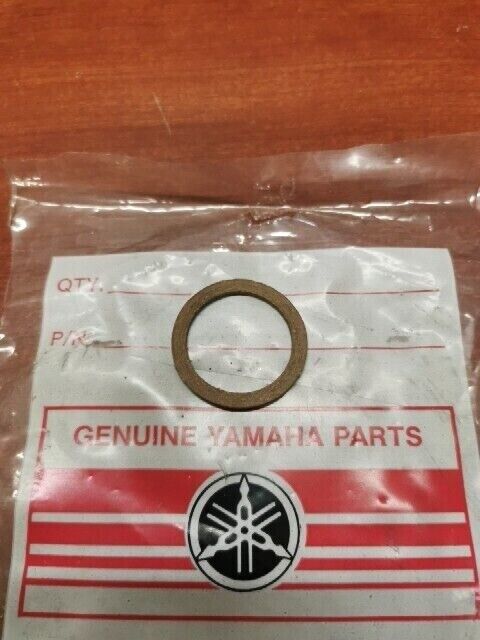 QTY.
P/N.
GENUINE YAMAHA PARTS